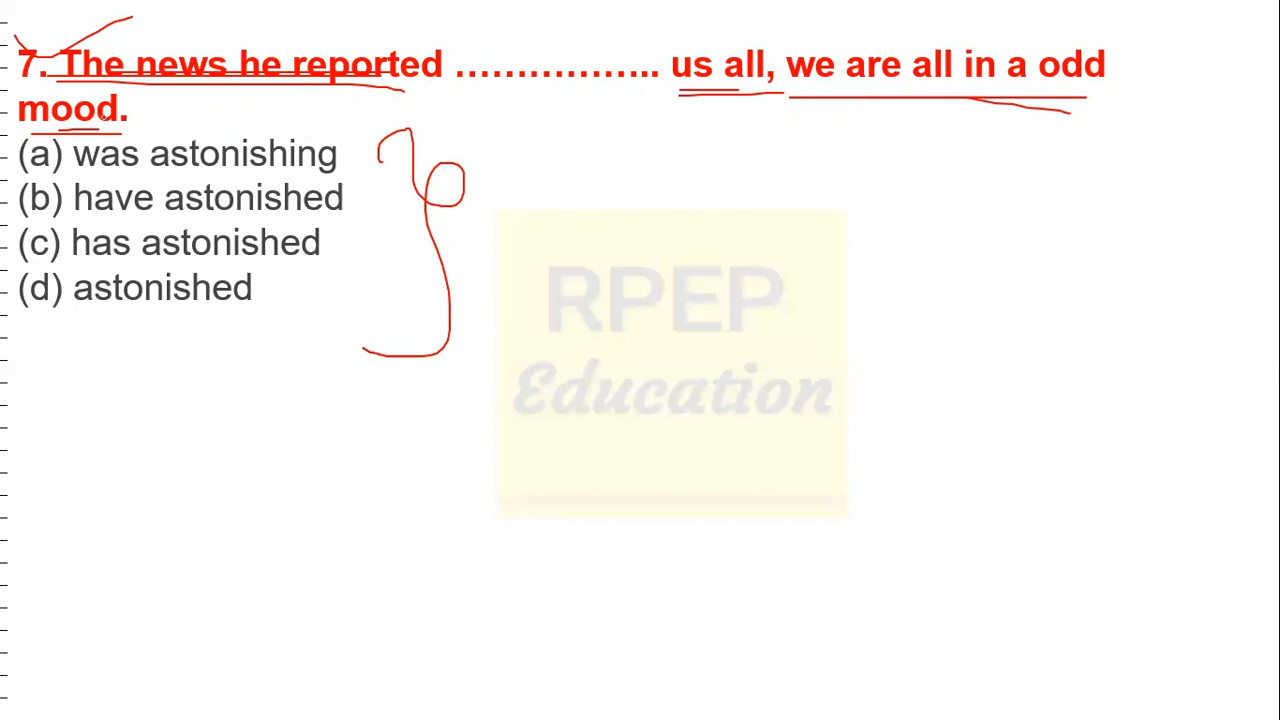 7. The news he reported ……………….. us all, we are all in a odd
mood.
(a) was astonishing
(b) have astonished
(c) has astonished
(d) astonished
RPEP
Education